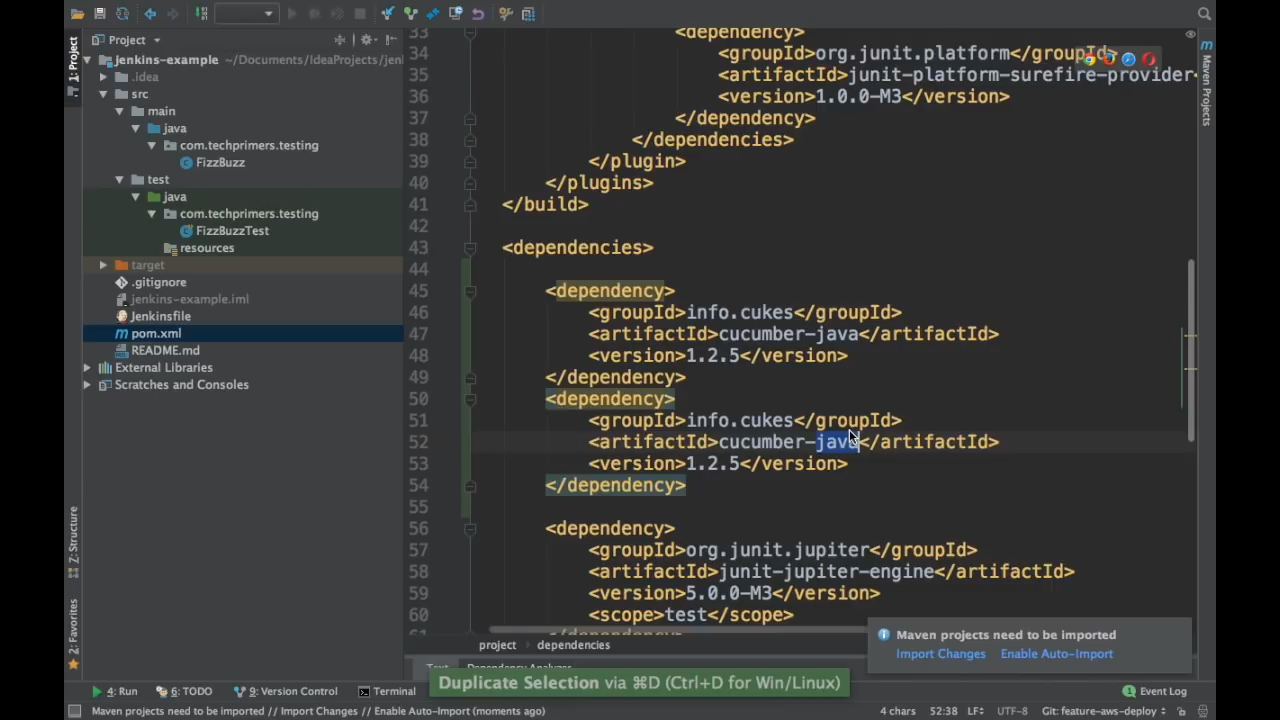 Project
1: Project
jenkins-example ~/Documents/IdeaProjects/jen
.idea
src
main
java
com.techprimers.testing
FizzBuzz
test
java
com.techprimers.testing
FizzBuzzTest
resources
target
.gitignore
jenkins-example.iml
Jenkinsfile
pom.xml
README.md
External Libraries
Scratches and Consoles
Z: Structure
2: Favorites
33 <dependency>
34 <groupId>org.junit.platform</groupId>
35 <artifactId>junit-platform-surefire-provider<
36 <version>1.0.0-M3</version>
37 </dependency>
38 </dependencies>
39 </plugin>
40 </plugins>
41 </build>
42
43 <dependencies>
44
45 <dependency>
46 <groupId>info.cukes</groupId>
47 <artifactId>cucumber-java</artifactId>
48 <version>1.2.5</version>
49 </dependency>
50 <dependency>
51 <groupId>info.cukes</groupId>
52 <artifactId>cucumber-java</artifactId>
53 <version>1.2.5</version>
54 </dependency>
55
56 <dependency>
57 <groupId>org.junit.jupiter</groupId>
58 <artifactId>junit-jupiter-engine</artifactId>
59 <version>5.0.0-M3</version>
60 <scope>test</scope>
Maven Projects
Maven projects need to be imported
Import Changes Enable Auto-Import
project dependencies
Text Dependency Analyzer
Duplicate Selection via ⌘D (Ctrl+D for Win/Linux)
4: Run 6: TODO 9: Version Control Terminal Event Log
Maven projects need to be imported // Import Changes // Enable Auto-Import (moments ago) 4 chars 52:38 LF÷ UTF-8 Git: feature-aws-deploy